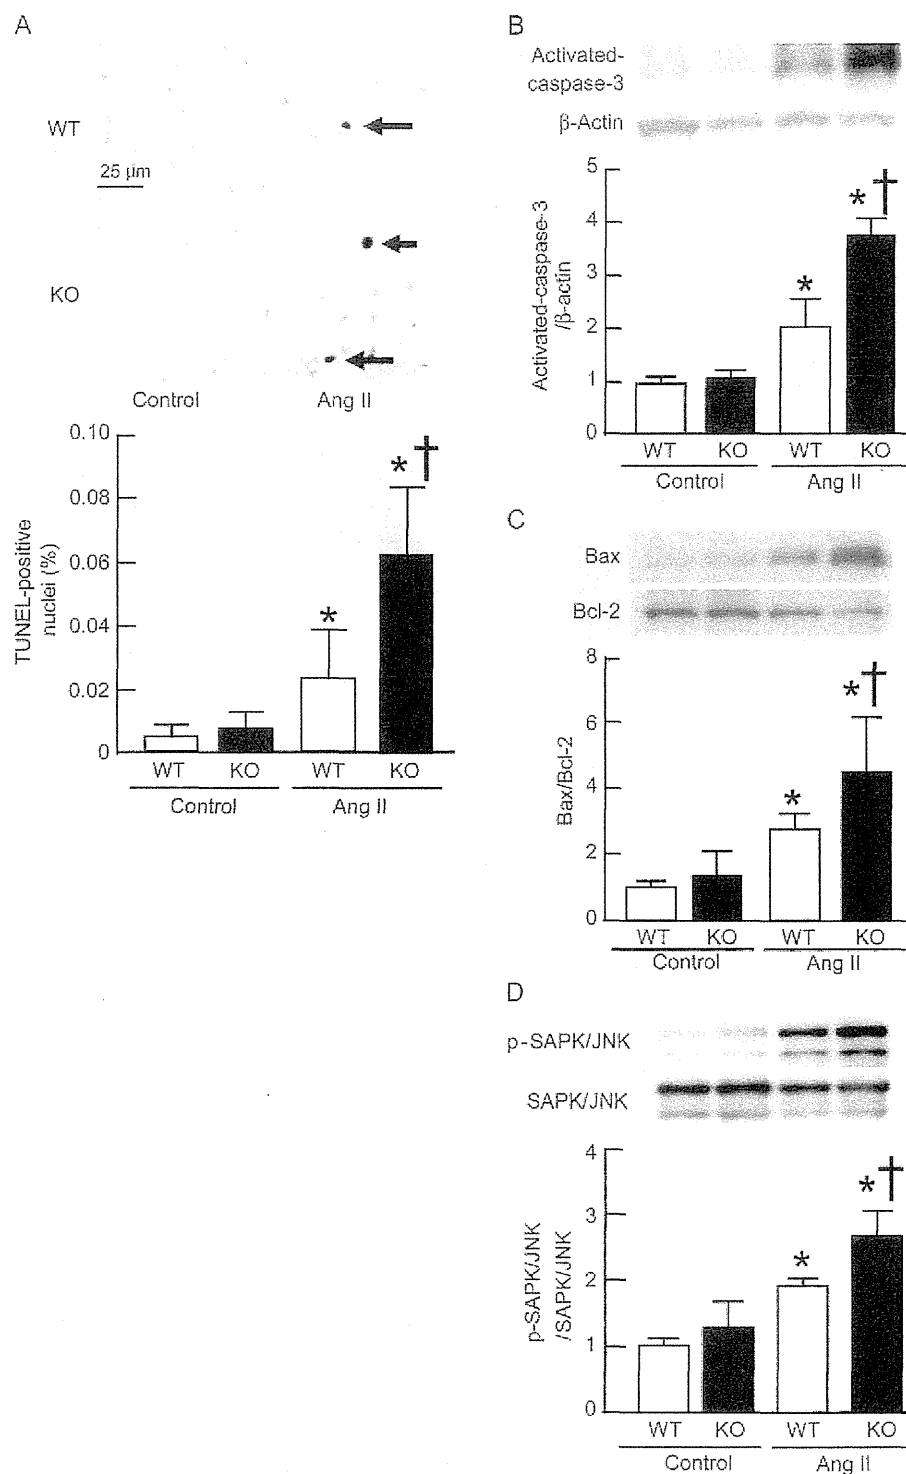 A
WT
25 μm
KO
Control Ang II
TUNEL-positive
nuclei (%)
0.10
0.08
0.06
0.04
0.02
0
* *†
WT KO WT KO
Control Ang II
B
Activated-
caspase-3
β-Actin
Activated-caspase-3
/β-actin
5
4
3
2
1
0
* *†
WT KO WT KO
Control Ang II
C
Bax
Bcl-2
Bax/Bcl-2
8
6
4
2
0
* *†
WT KO WT KO
Control Ang II
D
p-SAPK/JNK
SAPK/JNK
p-SAPK/JNK
/SAPK/JNK
4
3
2
1
0
* *†
WT KO WT KO
Control Ang II